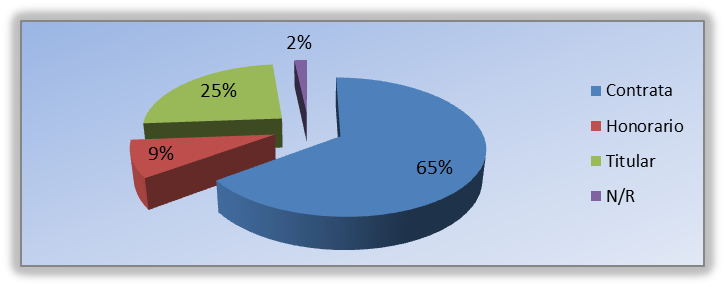 2%
25%
9%
65%
Contrata
Honorario
Titular
N/R